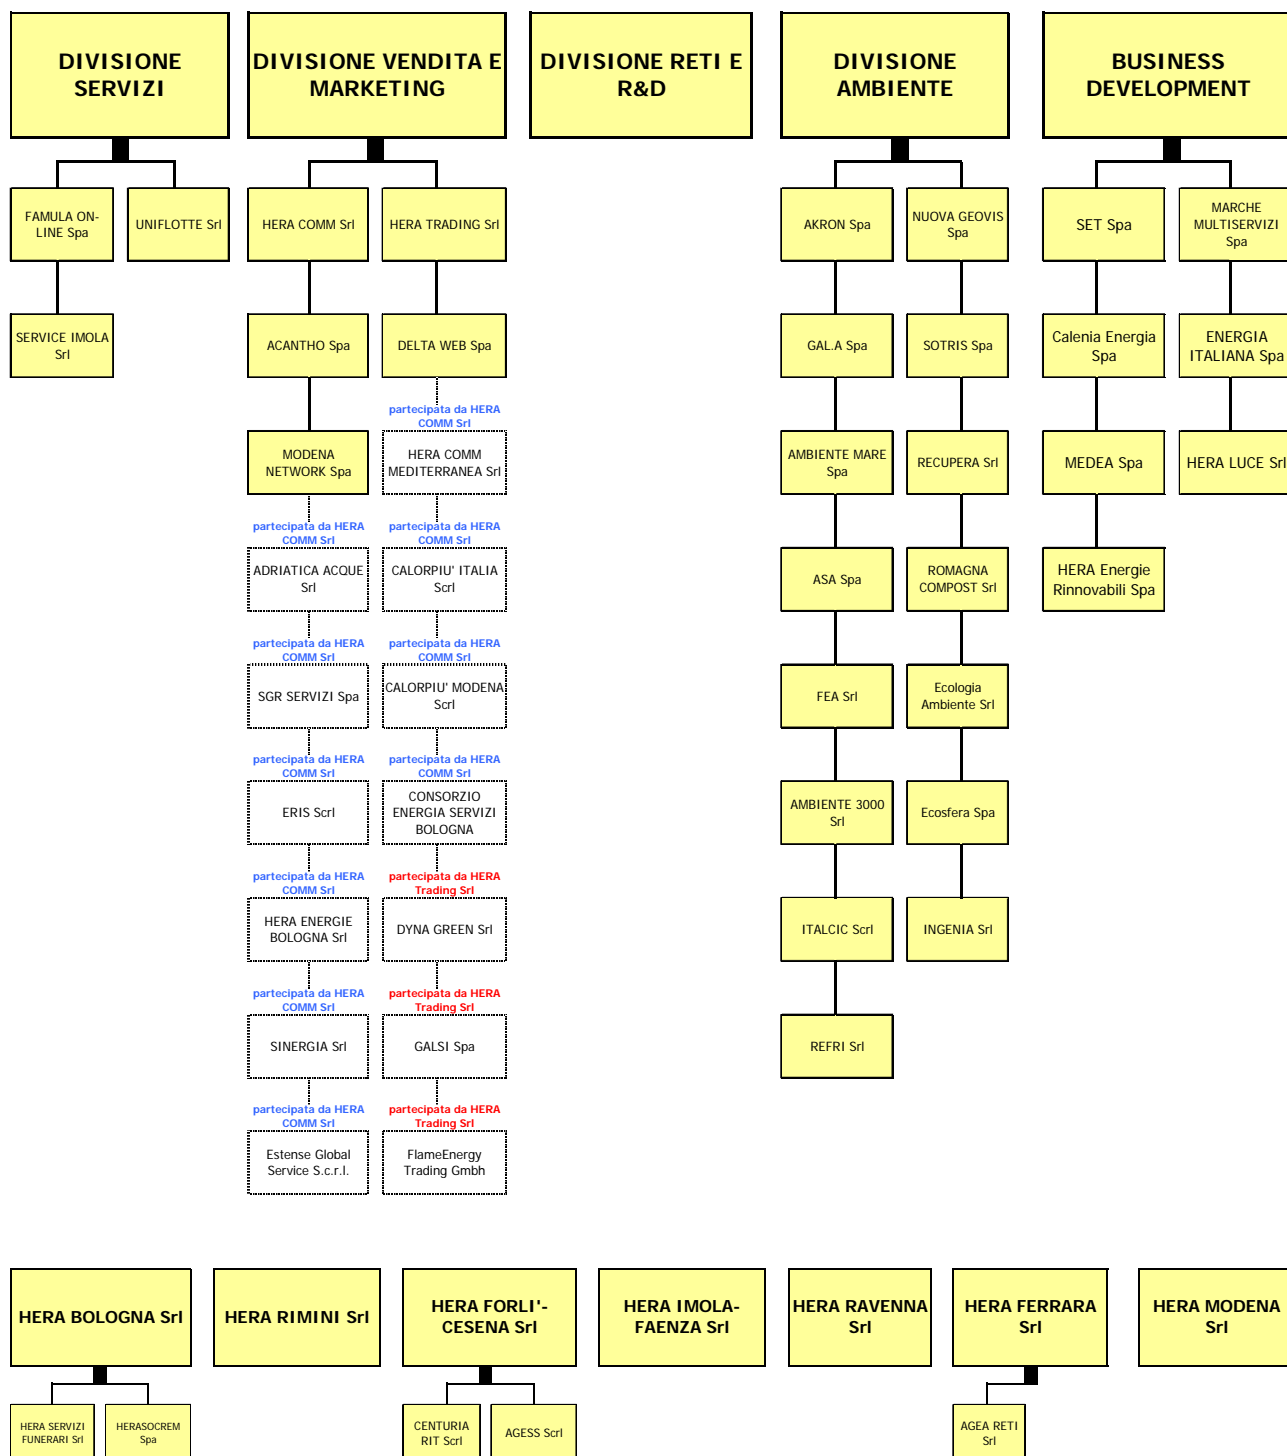 DIVISIONE
SERVIZI
DIVISIONE VENDITA E
MARKETING
DIVISIONE RETI E
R&D
DIVISIONE
AMBIENTE
BUSINESS
DEVELOPMENT
FAMULA ON-
LINE Spa
UNIFLOTTE Srl
HERA COMM Srl
HERA TRADING Srl
AKRON Spa
NUOVA GEOVIS
Spa
SET Spa
MARCHE
MULTISERVIZI
Spa
SERVICE IMOLA
Srl
ACANTHO Spa
DELTA WEB Spa
GAL.A Spa
SOTRIS Spa
Calenia Energia
Spa
ENERGIA
ITALIANA Spa
partecipata da HERA
COMM Srl
MODENA
NETWORK Spa
HERA COMM
MEDITERRANEA Srl
AMBIENTE MARE
Spa
RECUPERA Srl
MEDEA Spa
HERA LUCE Srl
partecipata da HERA
COMM Srl
partecipata da HERA
COMM Srl
ADRIATICA ACQUE
Srl
CALORPIU' ITALIA
Scrl
ASA Spa
ROMAGNA
COMPOST Srl
HERA Energie
Rinnovabili Spa
partecipata da HERA
COMM Srl
partecipata da HERA
COMM Srl
SGR SERVIZI Spa
CALORPIU' MODENA
Scrl
FEA Srl
Ecologia
Ambiente Srl
partecipata da HERA
COMM Srl
partecipata da HERA
COMM Srl
ERIS Scrl
CONSORZIO
ENERGIA SERVIZI
BOLOGNA
AMBIENTE 3000
Srl
Ecosfera Spa
partecipata da HERA
COMM Srl
partecipata da HERA
Trading Srl
HERA ENERGIE
BOLOGNA Srl
DYNA GREEN Srl
ITALCIC Scrl
INGENIA Srl
partecipata da HERA
COMM Srl
partecipata da HERA
Trading Srl
SINERGIA Srl
GALSI Spa
REFRI Srl
partecipata da HERA
COMM Srl
partecipata da HERA
Trading Srl
Estense Global
Service S.c.r.l.
FlameEnergy
Trading Gmbh
HERA BOLOGNA Srl
HERA RIMINI Srl
HERA FORLI'-
CESENA Srl
HERA IMOLA-
FAENZA Srl
HERA RAVENNA
Srl
HERA FERRARA
Srl
HERA MODENA
Srl
HERA SERVIZI
FUNERARI Srl
HERASOCREM
Spa
CENTURIA
RIT Scrl
AGESS Scrl
AGEA RETI
Srl